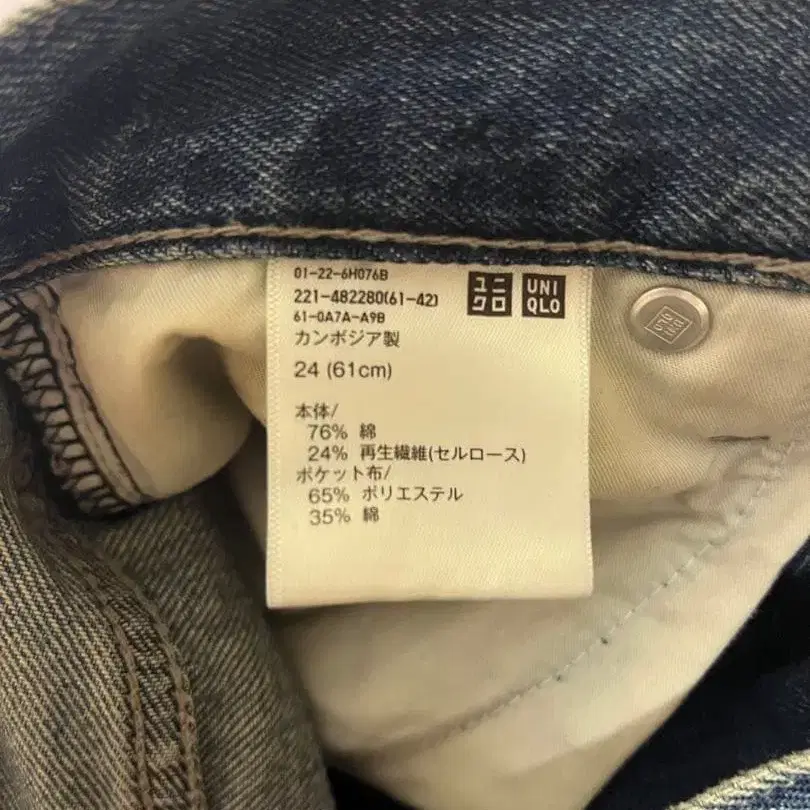 01-22-6H076B
221-482280(61-42)
61-0A7A-A9B
ユニクロ
UNIQLO
カンボジア製
24 (61cm)
本体/
76% 綿
24% 再生繊維(セルロース)
ポケット布/
65% ポリエステル
35% 綿